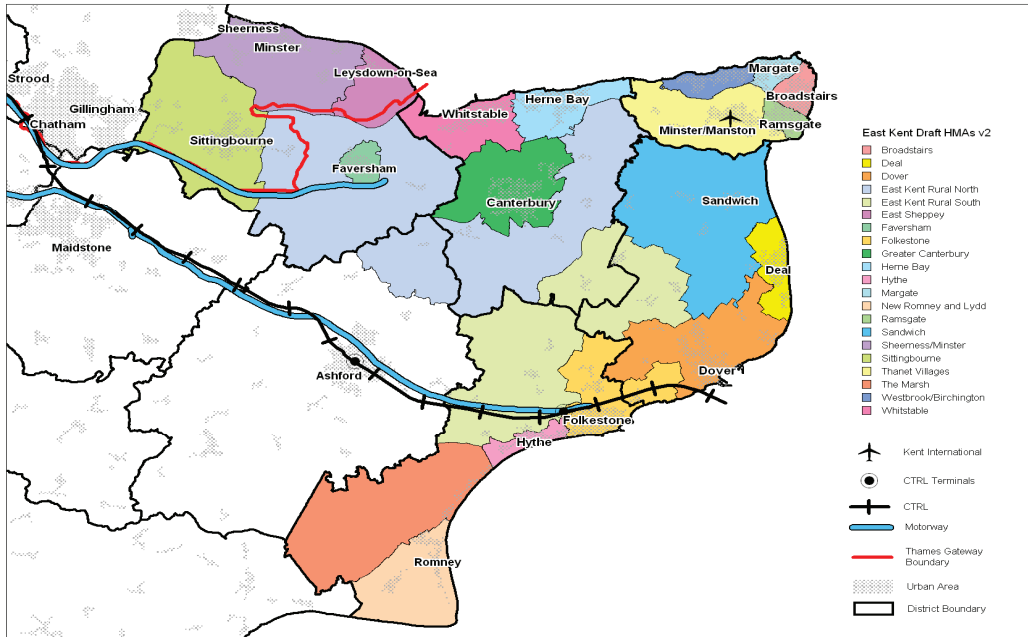 Sheerness
Minster
Leysdown-on-Sea
Strood
Gillingham
Chatham
Sittingbourne
Faversham
Whitstable
Herne Bay
Margate
Broadstairs
Ramsgate
Minster/Manston
Canterbury
Sandwich
Maidstone
Deal
Ashford
Dover
Folkestone
Hythe
Romney
East Kent Draft HMAs v2
Broadstairs
Deal
Dover
East Kent Rural North
East Kent Rural South
East Sheppey
Faversham
Folkestone
Greater Canterbury
Herne Bay
Hythe
Margate
New Romney and Lydd
Ramsgate
Sandwich
Sheerness/Minster
Sittingbourne
Thanet Villages
The Marsh
Westbrook/Birchington
Whitstable
Kent International
CTRL Terminals
CTRL
Motorway
Thames Gateway
Boundary
Urban Area
District Boundary